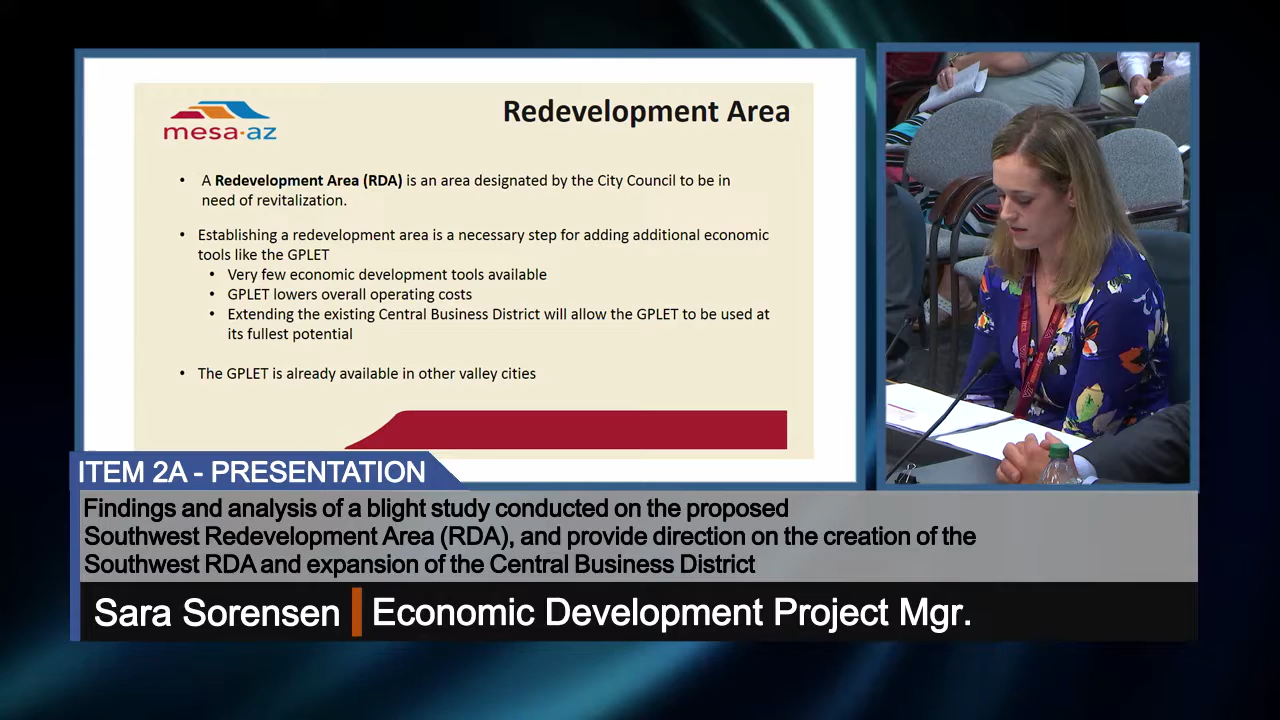 mesa·az
Redevelopment Area
• A Redevelopment Area (RDA) is an area designated by the City Council to be in
need of revitalization.
• Establishing a redevelopment area is a necessary step for adding additional economic
tools like the GPLET
• Very few economic development tools available
• GPLET lowers overall operating costs
• Extending the existing Central Business District will allow the GPLET to be used at
its fullest potential
• The GPLET is already available in other valley cities
ITEM 2A - PRESENTATION
Findings and analysis of a blight study conducted on the proposed
Southwest Redevelopment Area (RDA), and provide direction on the creation of the
Southwest RDA and expansion of the Central Business District
Sara Sorensen
Economic Development Project Mgr.